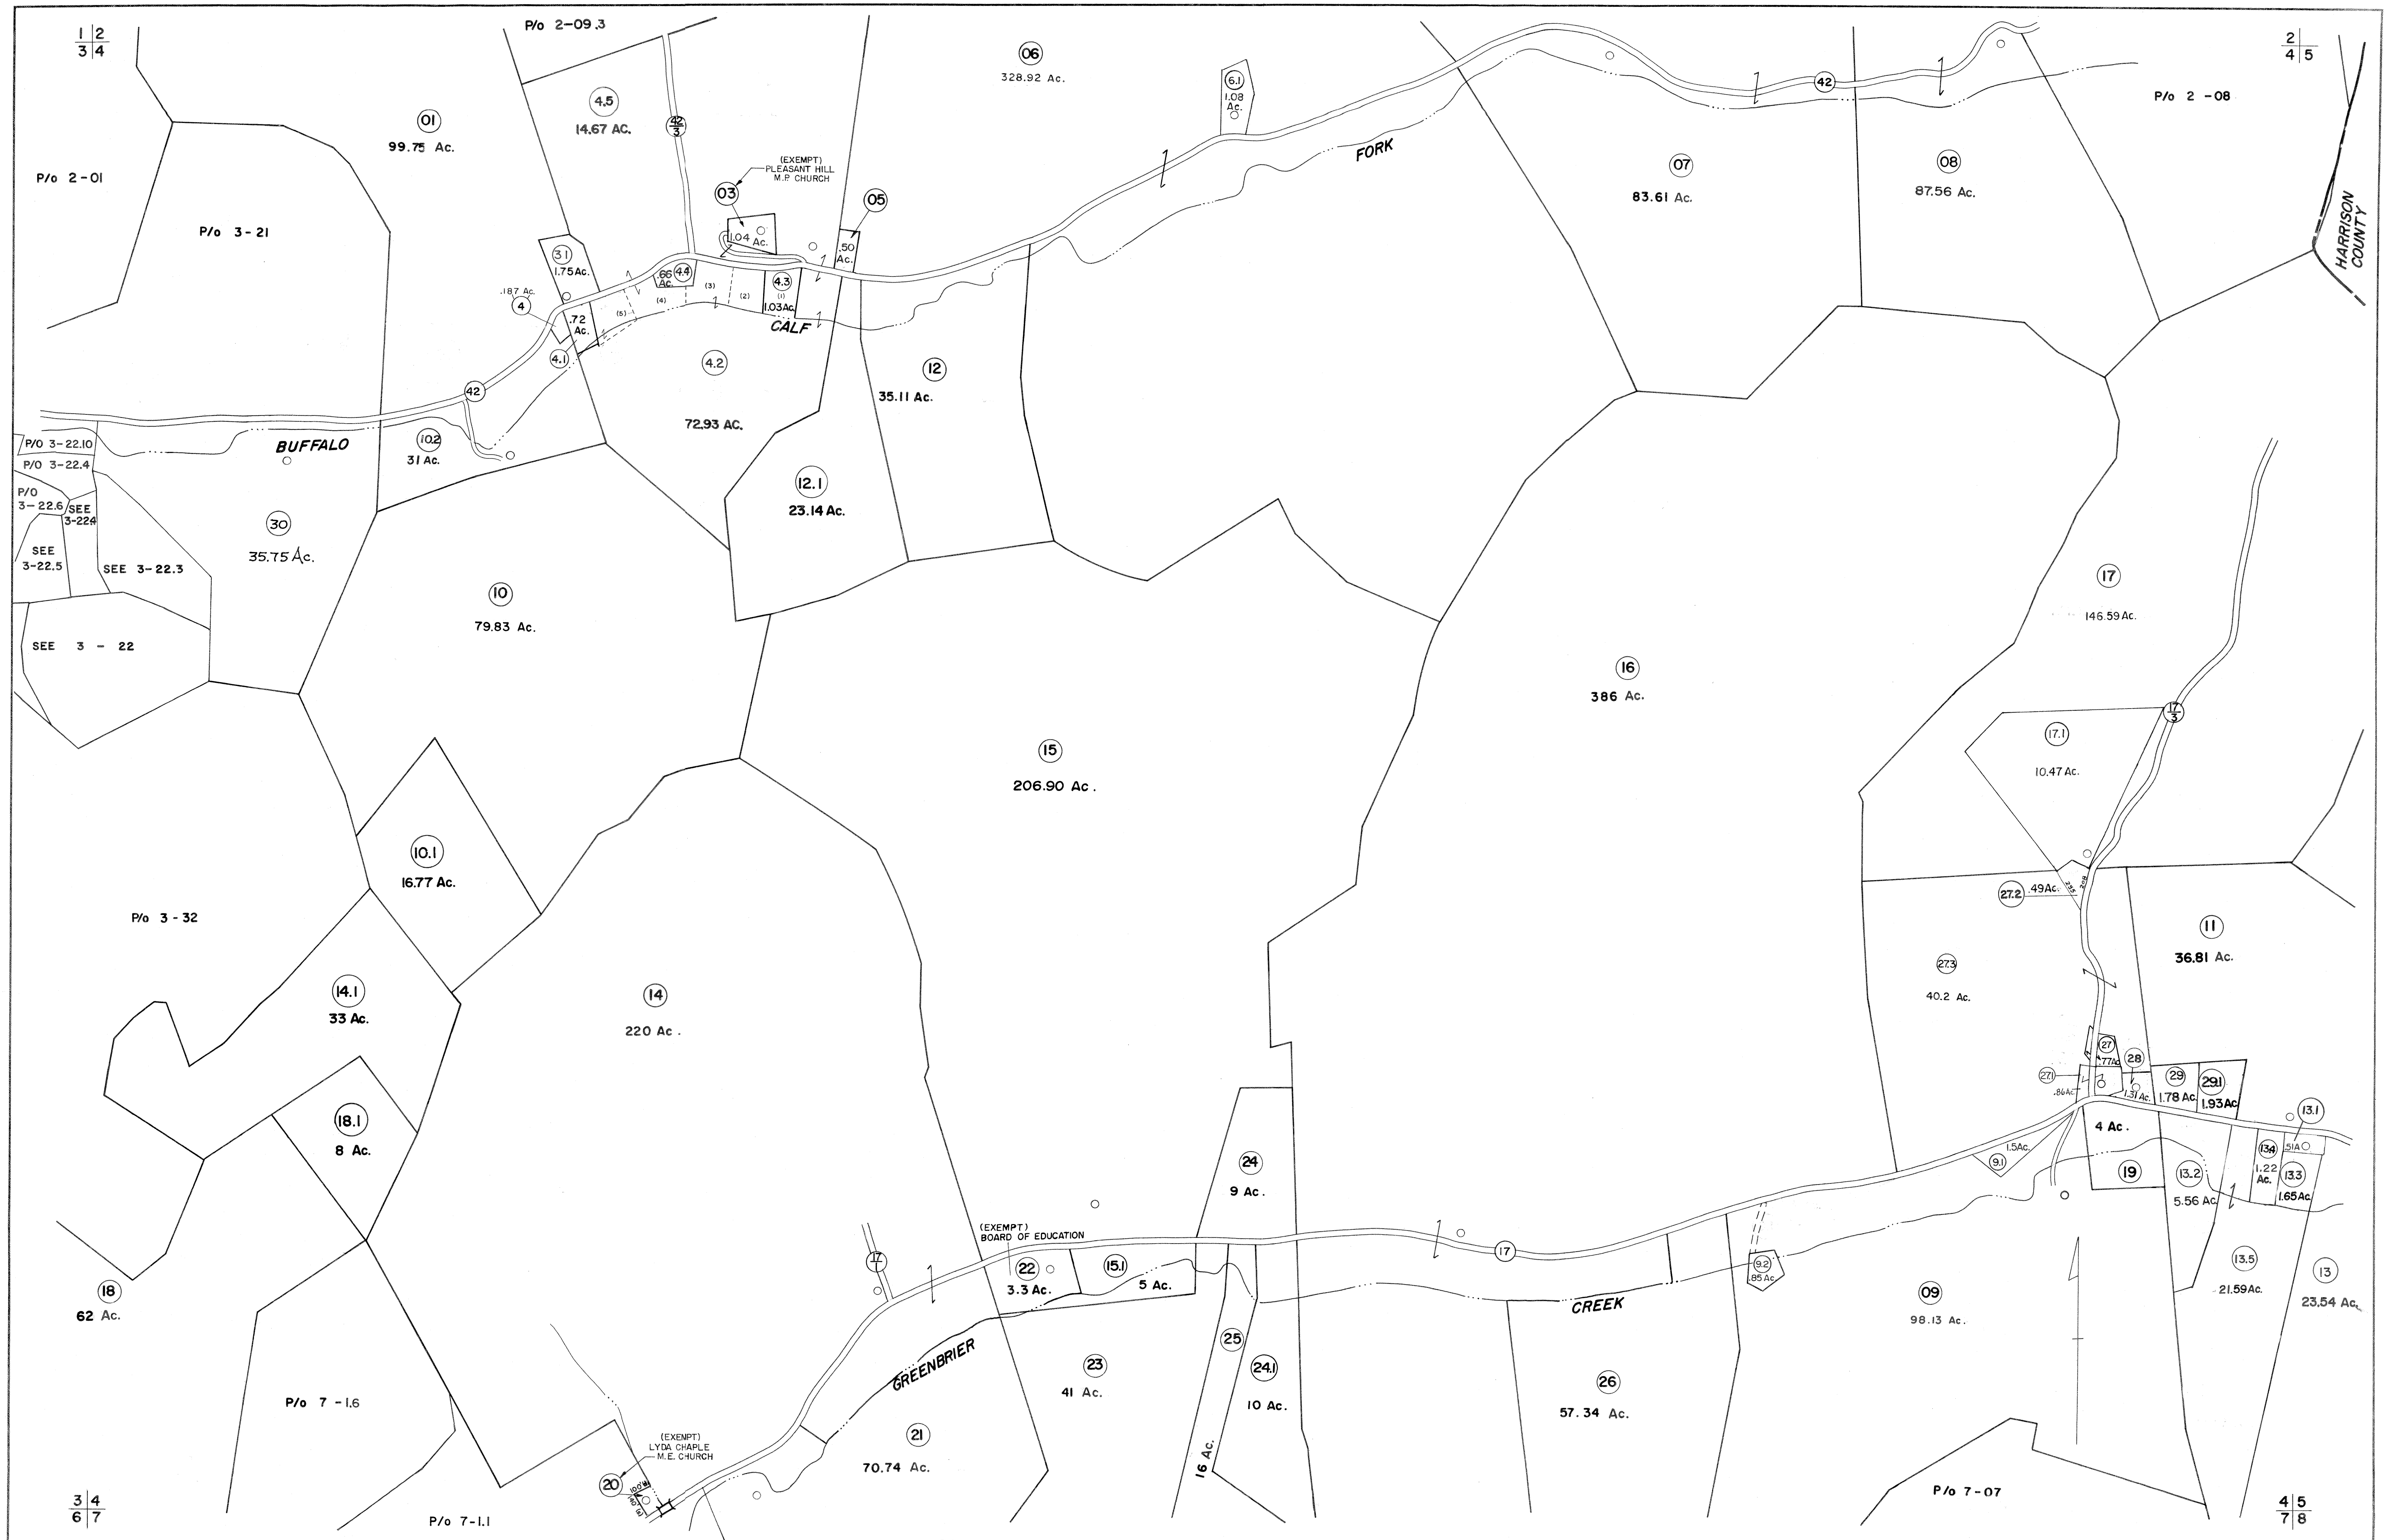 1 2
3 4
P/o 2-09.3
06
328.92 Ac.
6.1
1.08
Ac.
42
2
4 5
P/o 2 -08
01
99.75 Ac.
4.5
14.67 AC.
42
3
(EXEMPT)
PLEASANT HILL
M.P. CHURCH
03
1.04 Ac.
05
.50
Ac.
FORK
07
83.61 Ac.
08
87.56 Ac.
HARRISON
COUNTY
P/o 2-01
P/o 3-21
3.1
1.75 Ac.
.187 Ac.
4
.72
Ac.
4.1
.66
Ac.
4.4
(5)
(4)
(3)
(2)
4.3
(1)
1.03 Ac.
CALF
4.2
72.93 AC.
12
35.11 Ac.
42
BUFFALO
10.2
31 Ac.
12.1
23.14 Ac.
P/O 3-22.10
P/O 3-22.4
P/O
3-22.6
SEE
3-22.4
SEE
3-22.5
SEE 3-22.3
SEE 3 - 22
30
35.75 Ac.
10
79.83 Ac.
17
146.59 Ac.
16
386 Ac.
17
3
17.1
10.47 Ac.
15
206.90 Ac.
10.1
16.77 Ac.
P/o 3-32
27.2
.49 Ac.
235
208
11
36.81 Ac.
27.3
40.2 Ac.
14.1
33 Ac.
14
220 Ac.
27
.77 Ac
28
1.31 Ac.
27.1
.86 Ac
29
1.78 Ac.
29.1
1.93 Ac.
13.1
.51 A
18.1
8 Ac.
4 Ac.
19
1.5 Ac.
9.1
13.2
5.56 Ac.
13.4
1.22
Ac.
13.3
1.65 Ac.
24
9 Ac.
(EXEMPT)
BOARD OF EDUCATION
22
3.3 Ac.
15.1
5 Ac.
17
1
17
9.2
.85 Ac.
CREEK
09
98.13 Ac.
13.5
21.59 Ac.
13
23.54 Ac.
18
62 Ac.
P/o 7 -1.6
GREENBRIER
23
41 Ac.
25
16 Ac.
24.1
10 Ac.
26
57.34 Ac.
21
70.74 Ac.
(EXEMPT)
LYDA CHAPLE
M.E. CHURCH
20
P/o 7-1.1
P/o 7-07
3 4
6 7
4 5
7 8